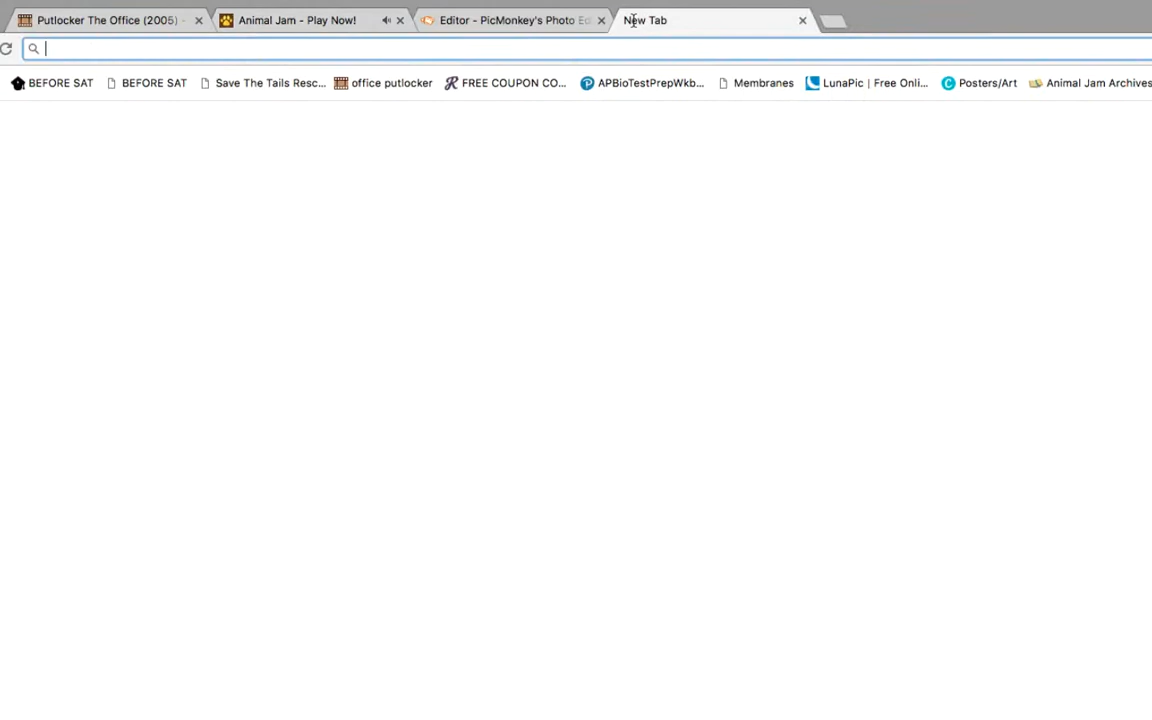 Putlocker The Office (2005) - Animal Jam - Play Now! Editor - PicMonkey's Photo Ed New Tab
BEFORE SAT BEFORE SAT Save The Tails Resc... office putlocker FREE COUPON CO... APBioTestPrepWkb... Membranes LunaPic | Free Onli... Posters/Art Animal Jam Archives